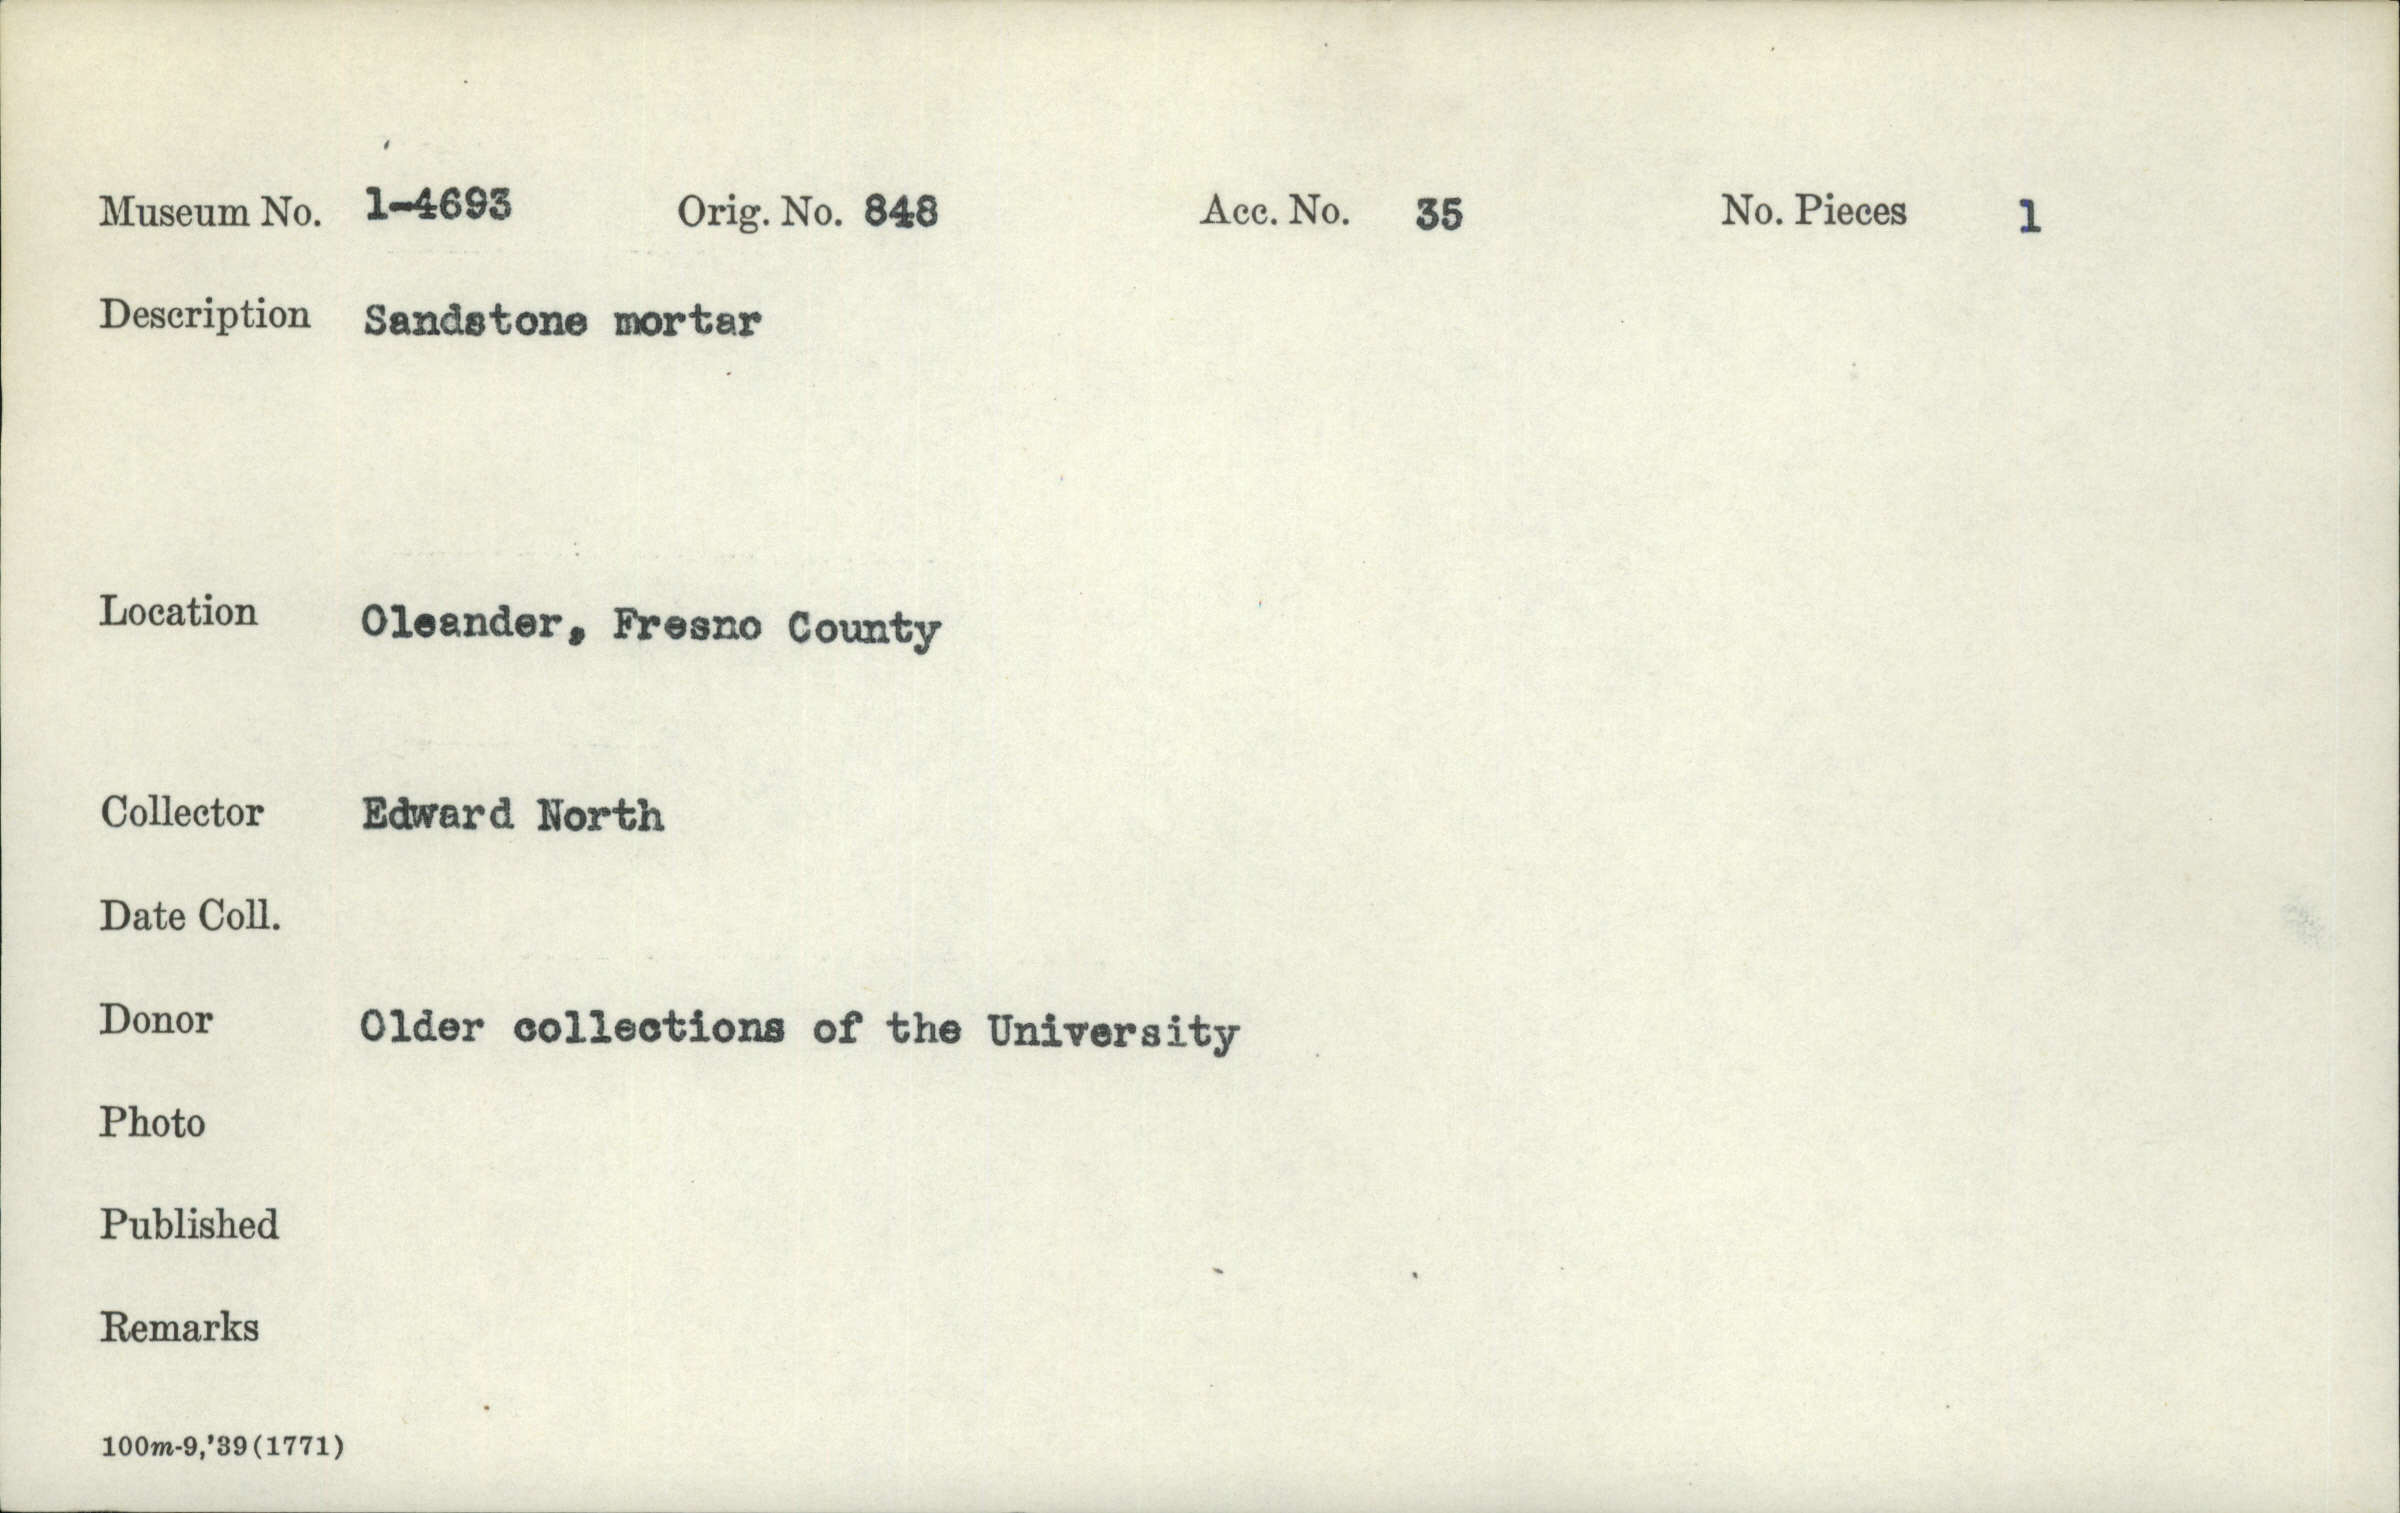 Museum No. 1-4693 Orig. No. 848 Acc. No. 35 No. Pieces 1
Description Sandstone mortar
Location Oleander, Fresno County
Collector Edward North
Date Coll.
Donor Older collections of the University
Photo
Published
Remarks
100m-9,'39(1771)